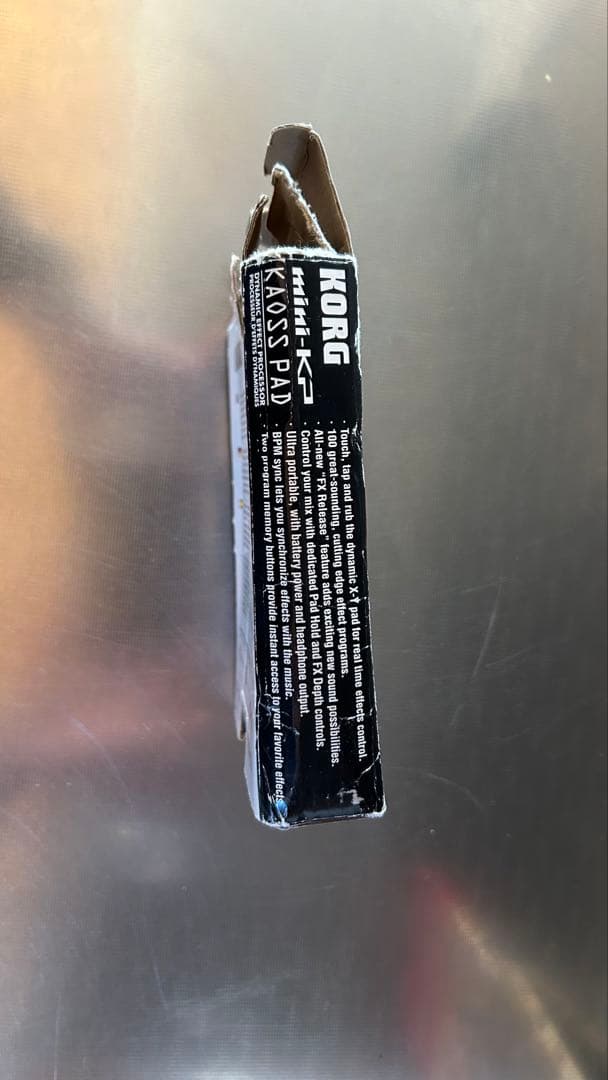 KORG
mini-KP
KAOSS PAD
DYNAMIC EFFECT PROCESSOR
PROCESSEUR D'EFFETS DYNAMIQUES
· Touch, tap and rub the dynamic X-Y pad for real time effects control.
· 100 great-sounding, cutting edge effect programs.
· All-new "FX Release" feature adds exciting new sound possibilities.
· Control your mix with dedicated Pad Hold and FX Depth controls.
· Ultra portable, with battery power and headphone output.
· BPM sync lets you synchronize effects with the music.
· Two program memory buttons provide instant access to your favorite effects